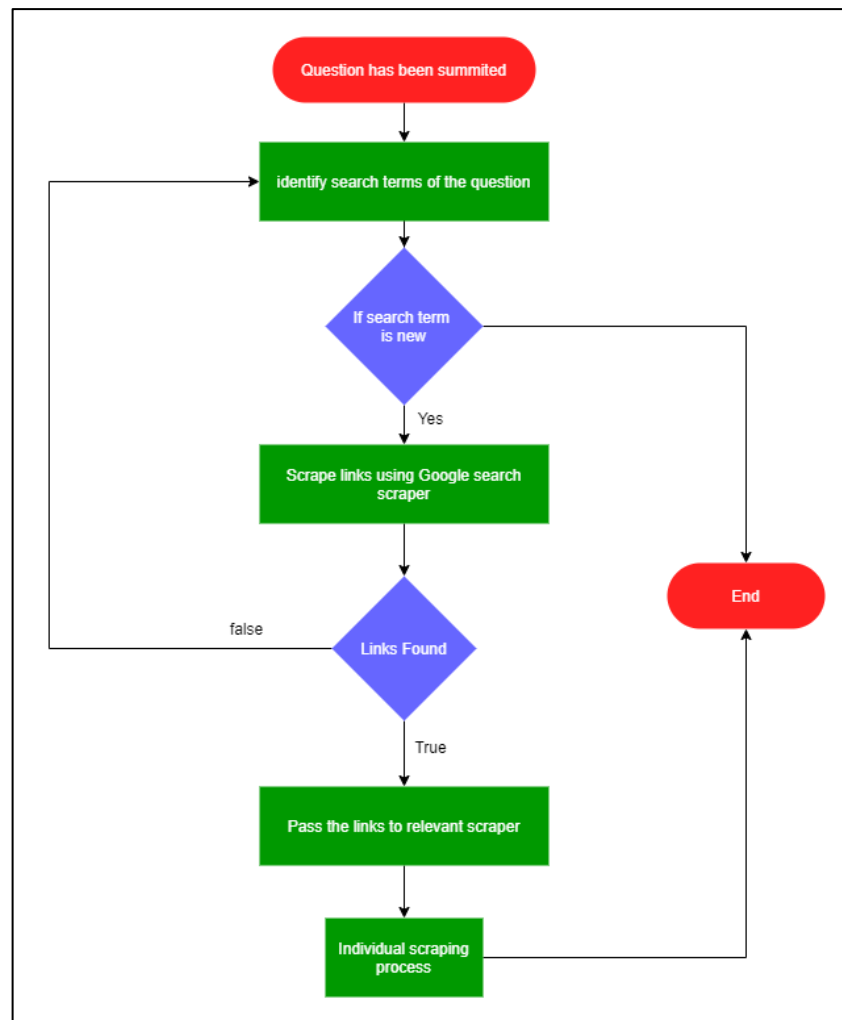 Question has been summited
identify search terms of the question
If search term
is new
Yes
Scrape links using Google search
scraper
false
Links Found
End
True
Pass the links to relevant scraper
Individual scraping
process